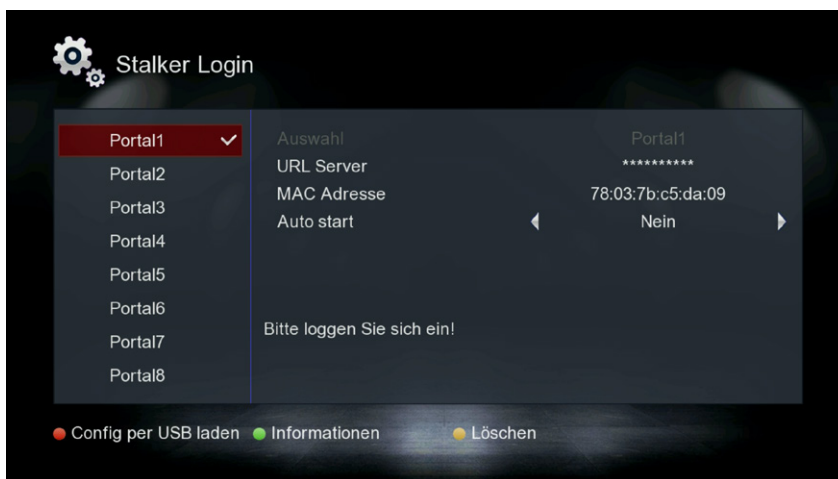 Stalker Login
Portal1
Portal2
Portal3
Portal4
Portal5
Portal6
Portal7
Portal8
Auswahl Portal1
URL Server **********
MAC Adresse 78:03:7b:c5:da:09
Auto start Nein
Bitte loggen Sie sich ein!
Config per USB laden Informationen Löschen